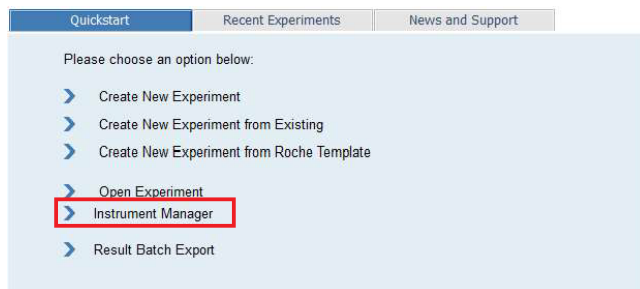 Quickstart Recent Experiments News and Support
Please choose an option below:
Create New Experiment
Create New Experiment from Existing
Create New Experiment from Roche Template
Open Experiment
Instrument Manager
Result Batch Export